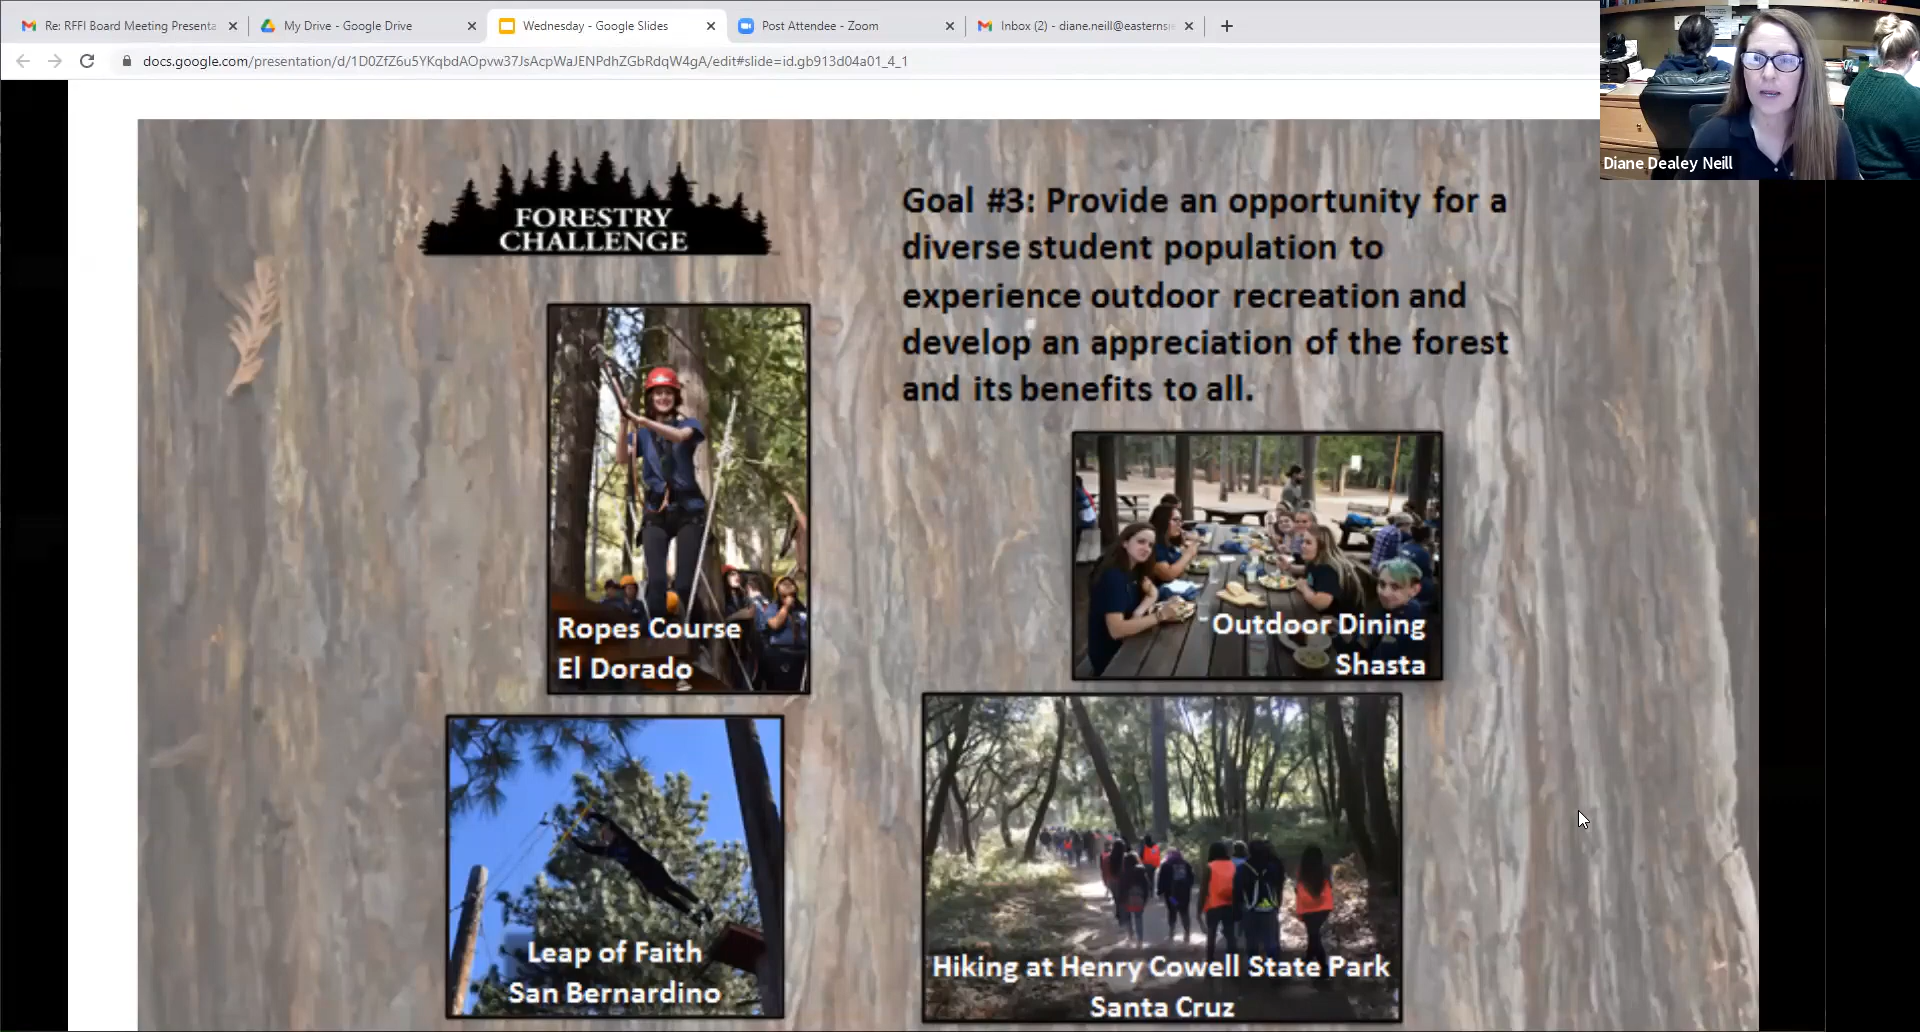 Re: RFFI Board Meeting Presenta
My Drive - Google Drive
Wednesday - Google Slides
Post Attendee - Zoom
Inbox (2) - diane.neill@easternsie
docs.google.com/presentation/d/1D0ZfZ6u5YKqbdAOpvw37JsAcpWaJENPdhZGbRdqW4gA/edit#slide=id.gb913d04a01_4_1
Diane Dealey Neill
FORESTRY
CHALLENGE
Goal #3: Provide an opportunity for a
diverse student population to
experience outdoor recreation and
develop an appreciation of the forest
and its benefits to all.
Ropes Course
El Dorado
Outdoor Dining
Shasta
Leap of Faith
San Bernardino
Hiking at Henry Cowell State Park
Santa Cruz